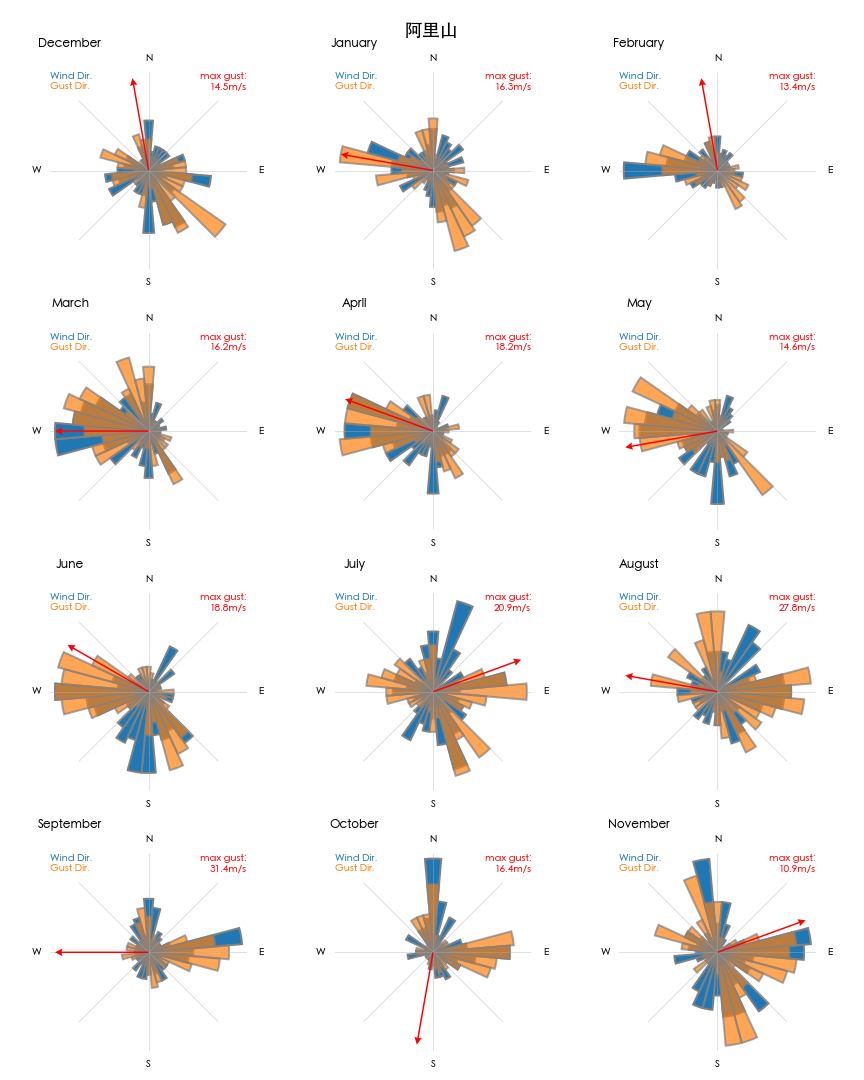 阿里山
December
N
Wind Dir.
Gust Dir.
max gust:
14.5m/s
W
E
S
January
N
Wind Dir.
Gust Dir.
max gust:
16.3m/s
W
E
S
February
N
Wind Dir.
Gust Dir.
max gust:
13.4m/s
W
E
S
March
N
Wind Dir.
Gust Dir.
max gust:
16.2m/s
W
E
S
April
N
Wind Dir.
Gust Dir.
max gust:
18.2m/s
W
E
S
May
N
Wind Dir.
Gust Dir.
max gust:
14.6m/s
W
E
S
June
N
Wind Dir.
Gust Dir.
max gust:
18.8m/s
W
E
S
July
N
Wind Dir.
Gust Dir.
max gust:
20.9m/s
W
E
S
August
N
Wind Dir.
Gust Dir.
max gust:
27.8m/s
W
E
S
September
N
Wind Dir.
Gust Dir.
max gust:
31.4m/s
W
E
S
October
N
Wind Dir.
Gust Dir.
max gust:
16.4m/s
W
E
S
November
N
Wind Dir.
Gust Dir.
max gust:
10.9m/s
W
E
S